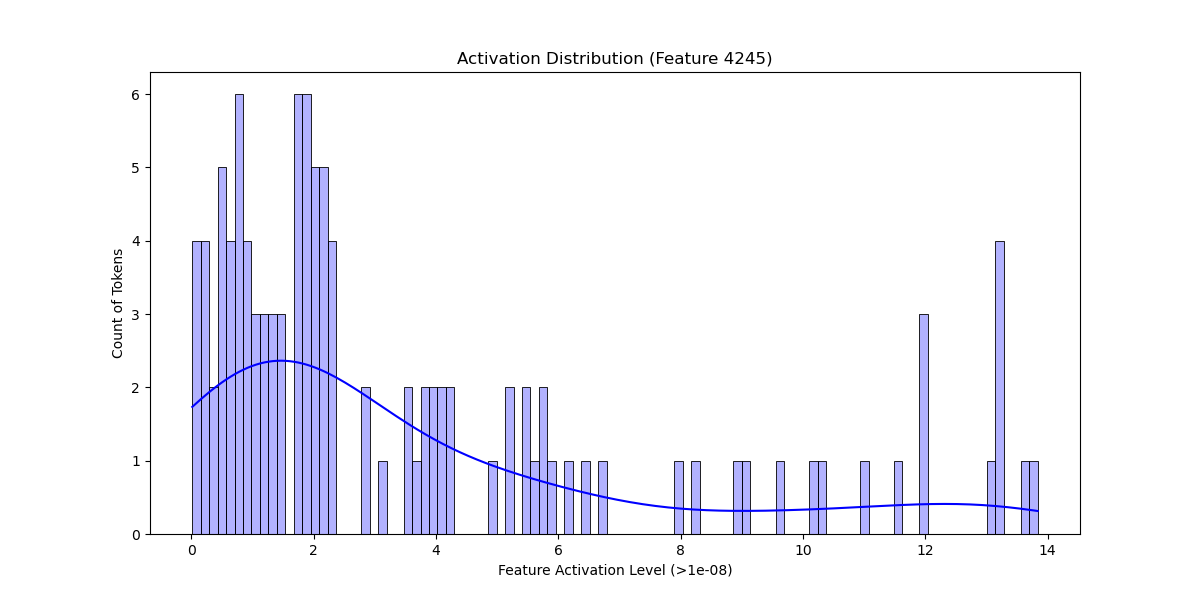 Activation Distribution (Feature 4245)
Count of Tokens
6
5
4
3
2
1
0
0 2 4 6 8 10 12 14
Feature Activation Level (>1e-08)